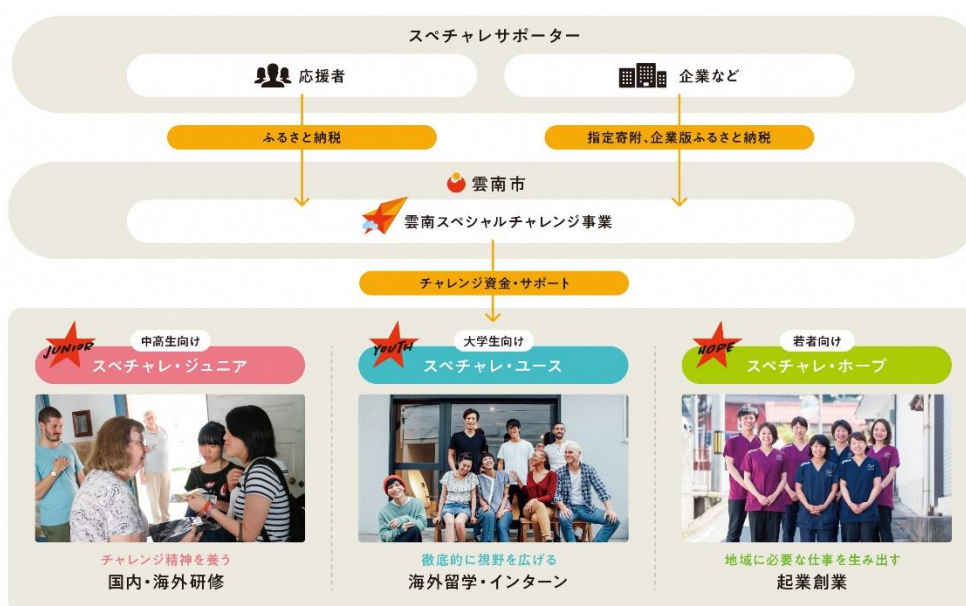 スペチャレサポーター
応援者
企業など
ふるさと納税
指定寄附、企業版ふるさと納税
雲南市
雲南スペシャルチャレンジ事業
チャレンジ資金・サポート
JUNIOR
中高生向け
スペチャレ・ジュニア
YOUTH
大学生向け
スペチャレ・ユース
HOPE
若者向け
スペチャレ・ホープ
チャレンジ精神を養う
国内・海外研修
徹底的に視野を広げる
海外留学・インターン
地域に必要な仕事を生み出す
起業創業